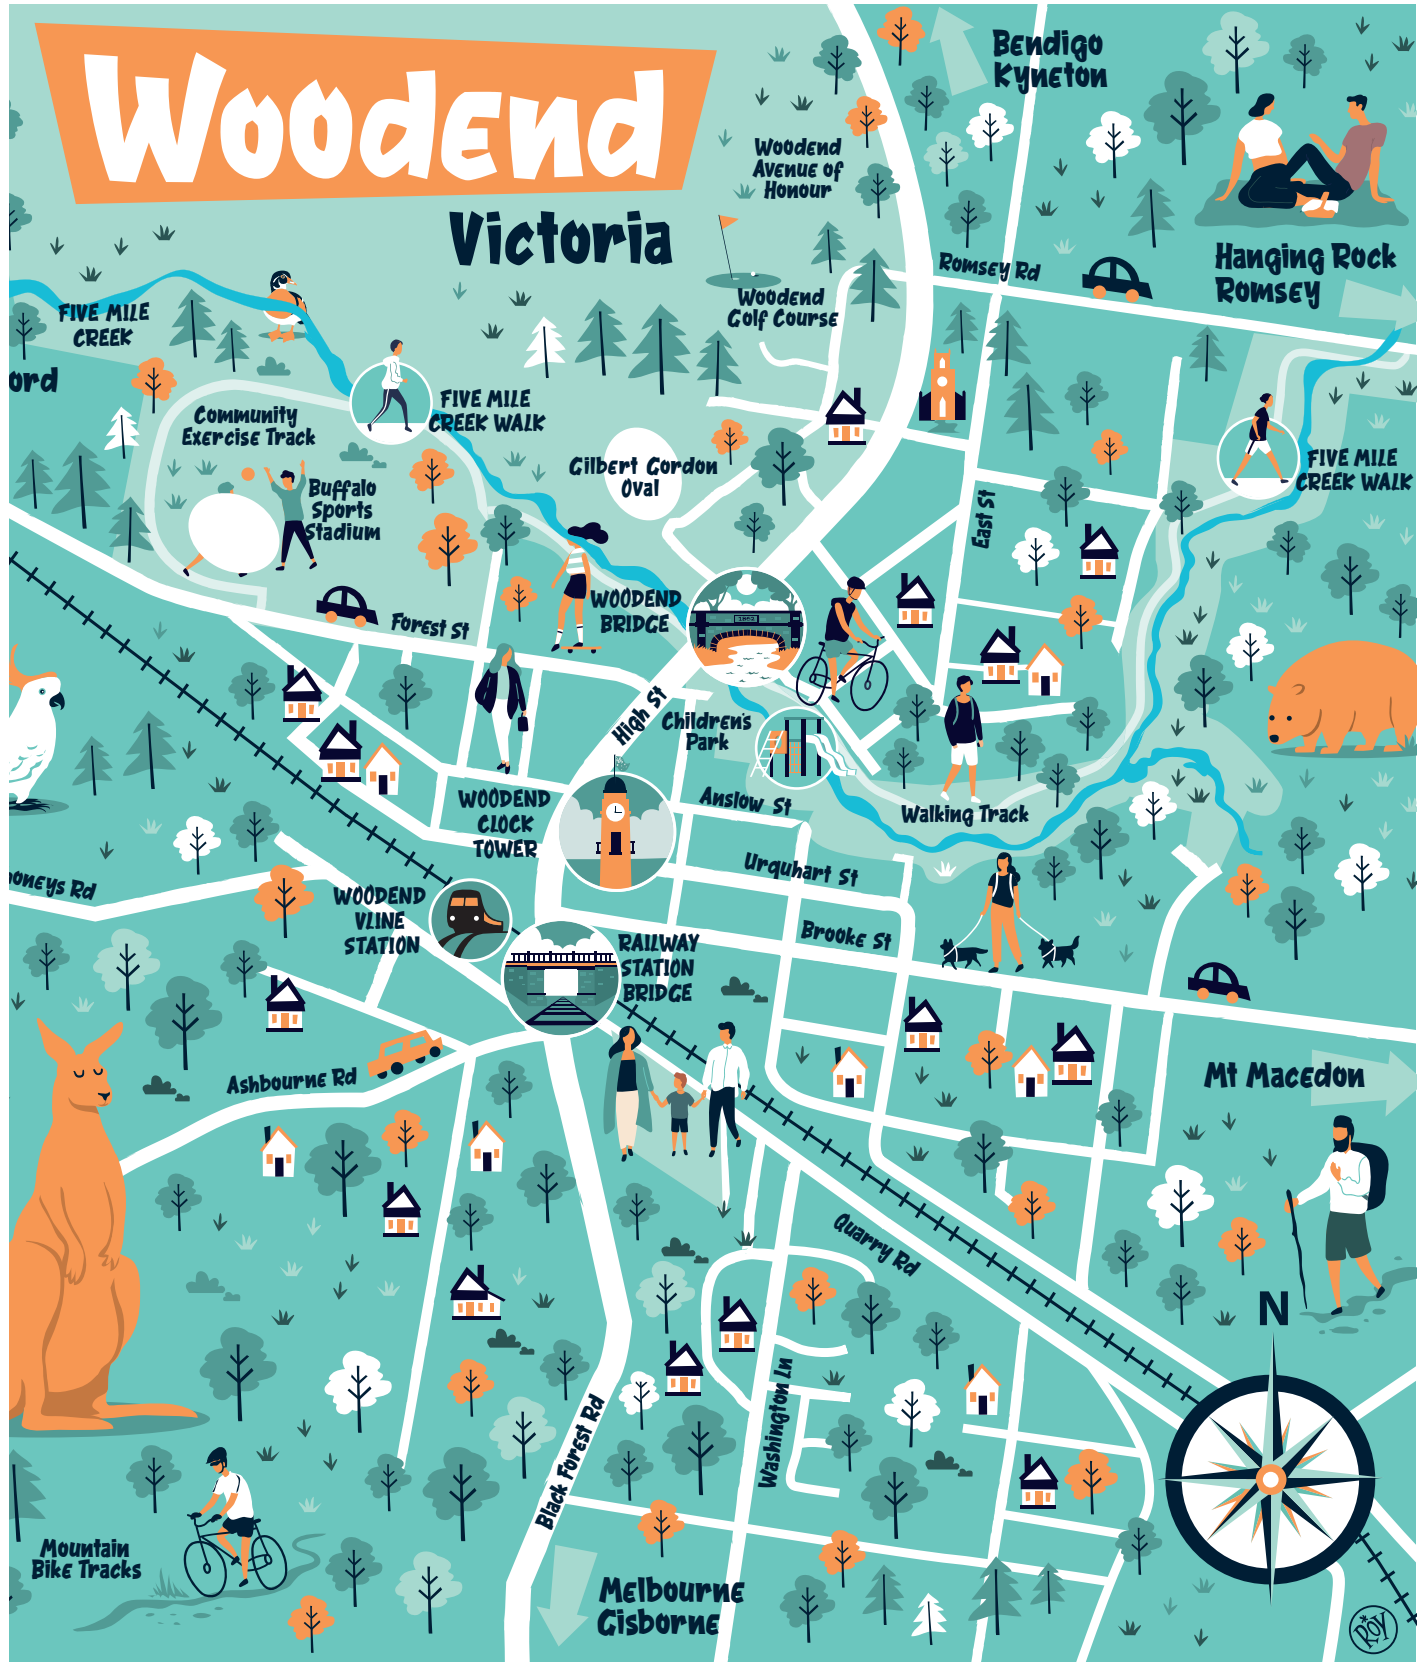 Woodend
Victoria
Bendigo
Kyneton
Woodend
Avenue of
Honour
Hanging Rock
Romsey
Romsey Rd
Woodend
Golf Course
FIVE MILE
CREEK
ord
FIVE MILE
CREEK WALK
Community
Exercise Track
Gilbert Gordon
Oval
FIVE MILE
CREEK WALK
Buffalo
Sports
Stadium
East St
WOODEND
BRIDGE
1862
Forest St
High St
Children's
Park
WOODEND
CLOCK
TOWER
Anslow St
Walking Track
Urquhart St
oneys Rd
WOODEND
VLINE
STATION
Brooke St
RAILWAY
STATION
BRIDGE
Ashbourne Rd
Mt Macedon
Quarry Rd
N
Washington Ln
Black Forest Rd
Mountain
Bike Tracks
Melbourne
Gisborne
ROY